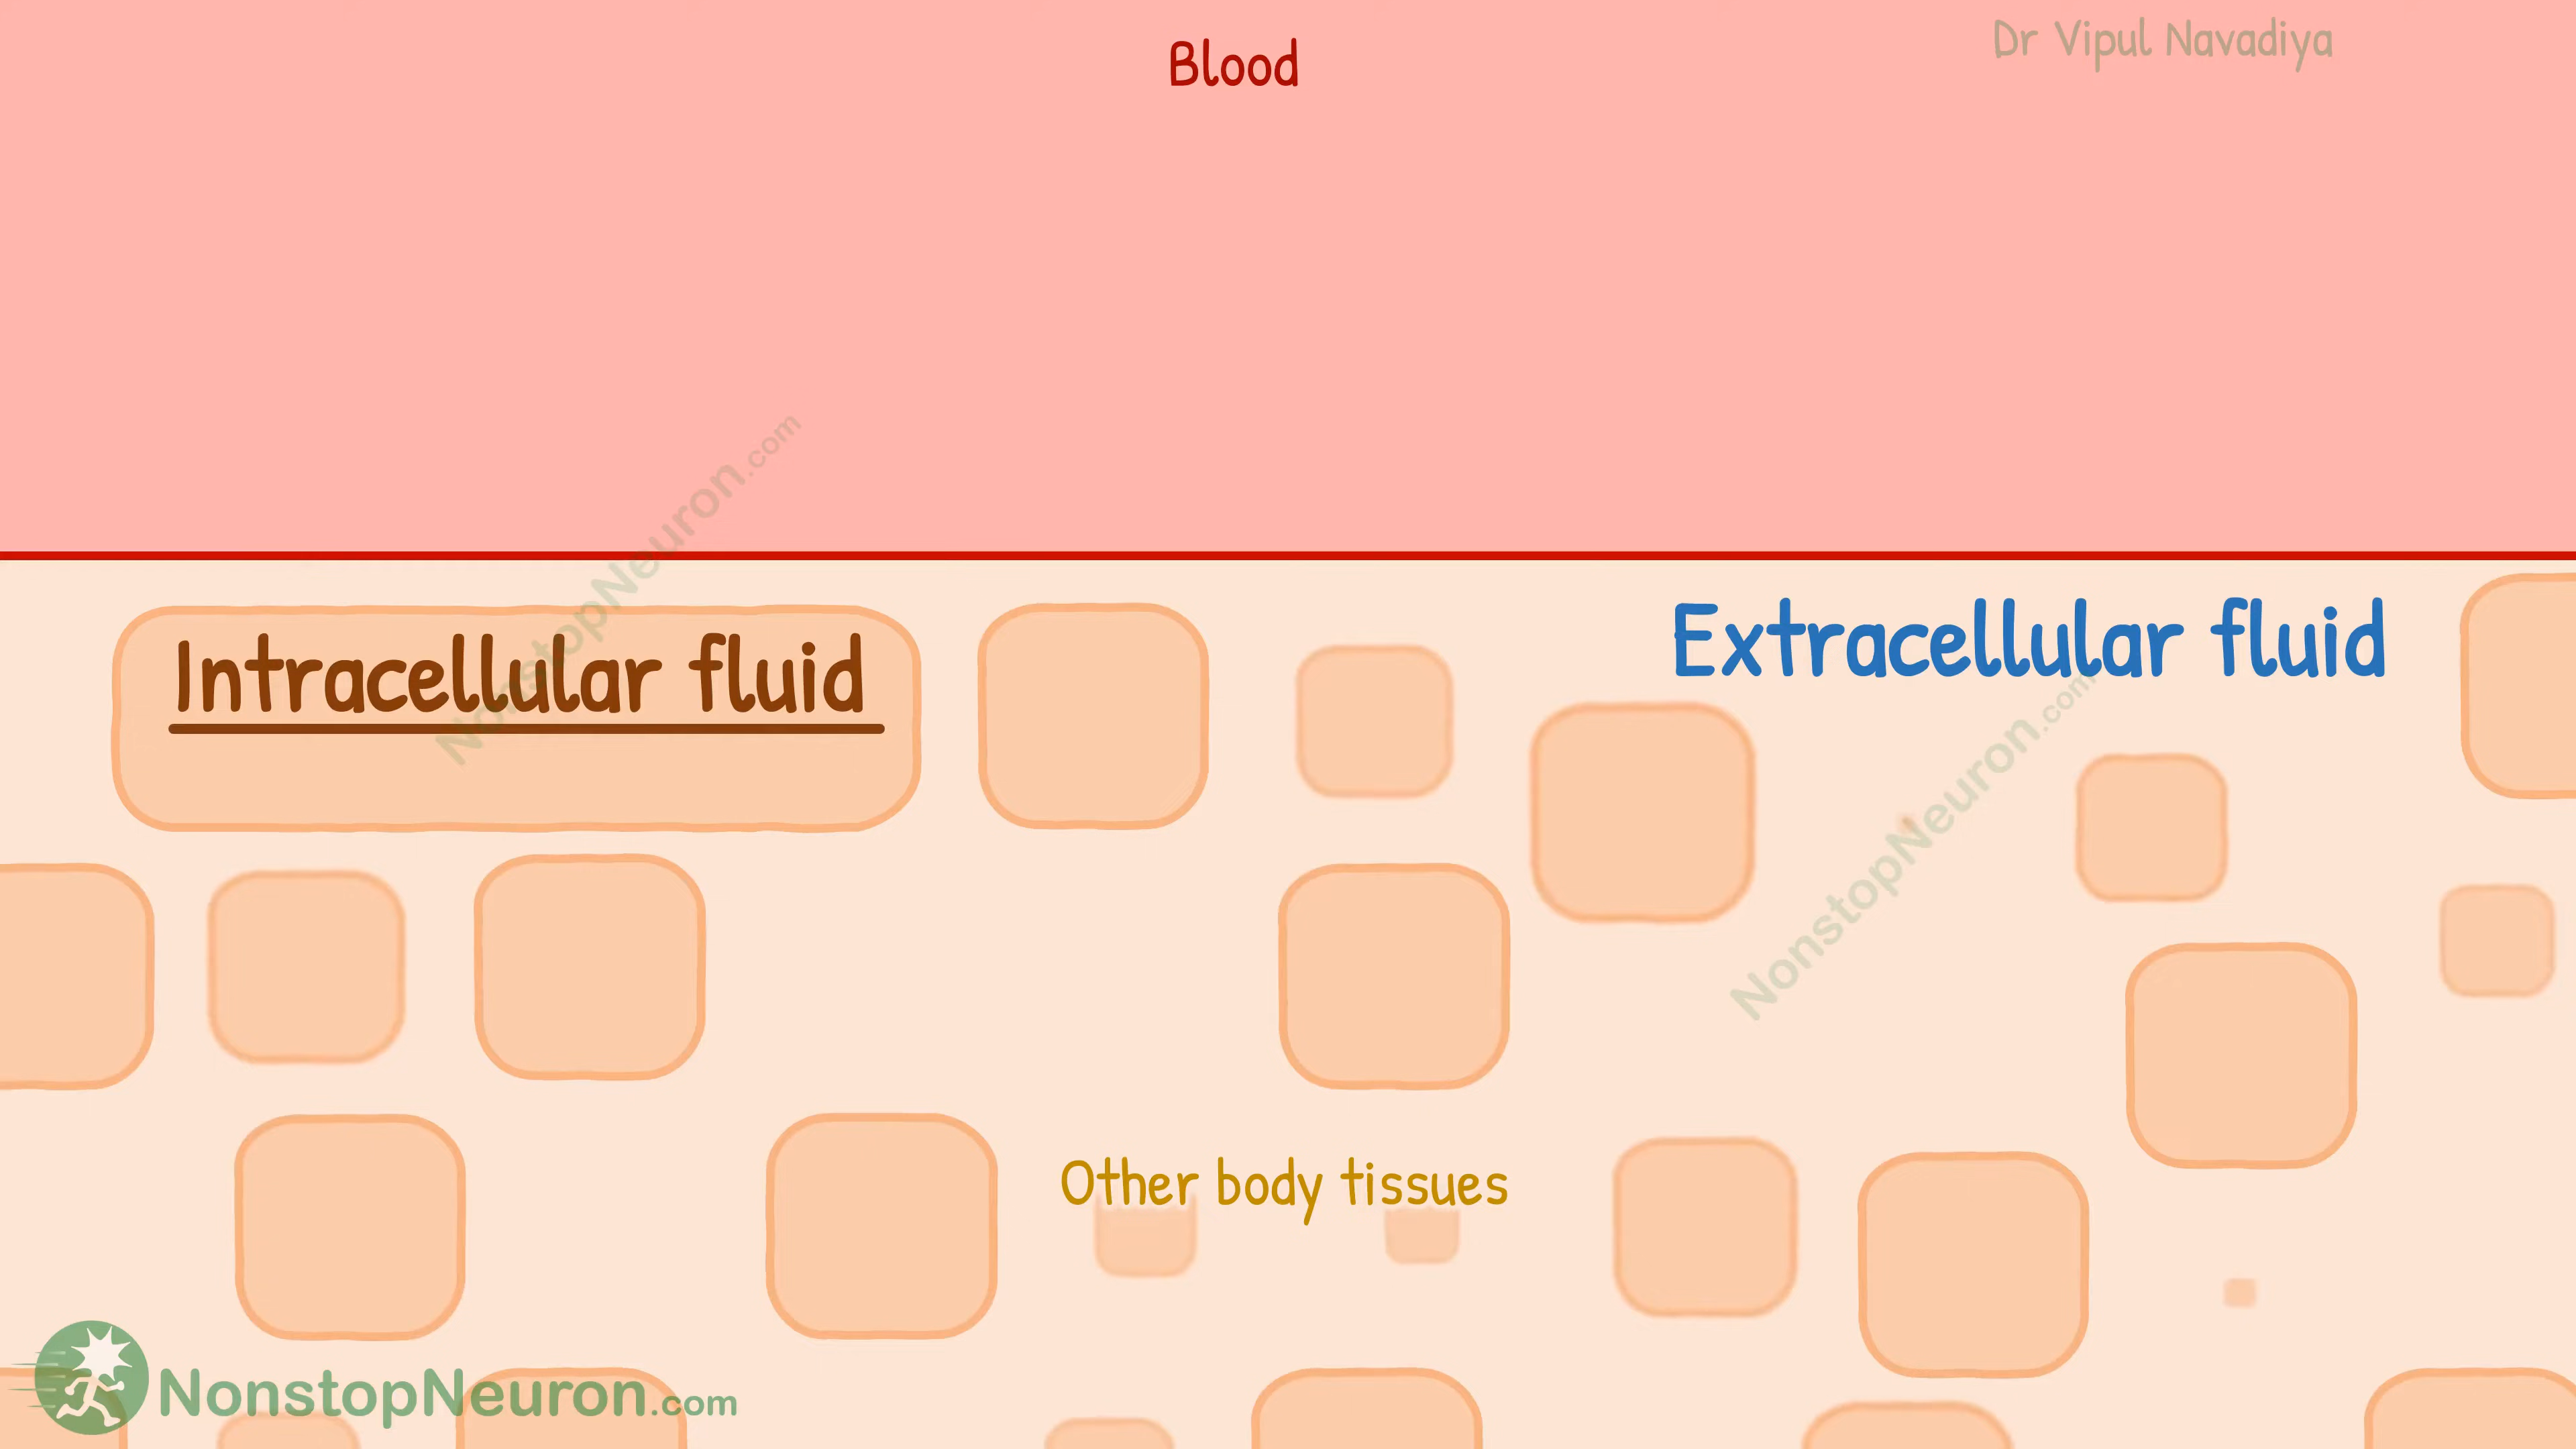 Blood
Dr Vipul Navadiya
NonstopNeuron.com
Intracellular fluid
Extracellular fluid
NonstopNeuron.com
Other body tissues
NonstopNeuron.com